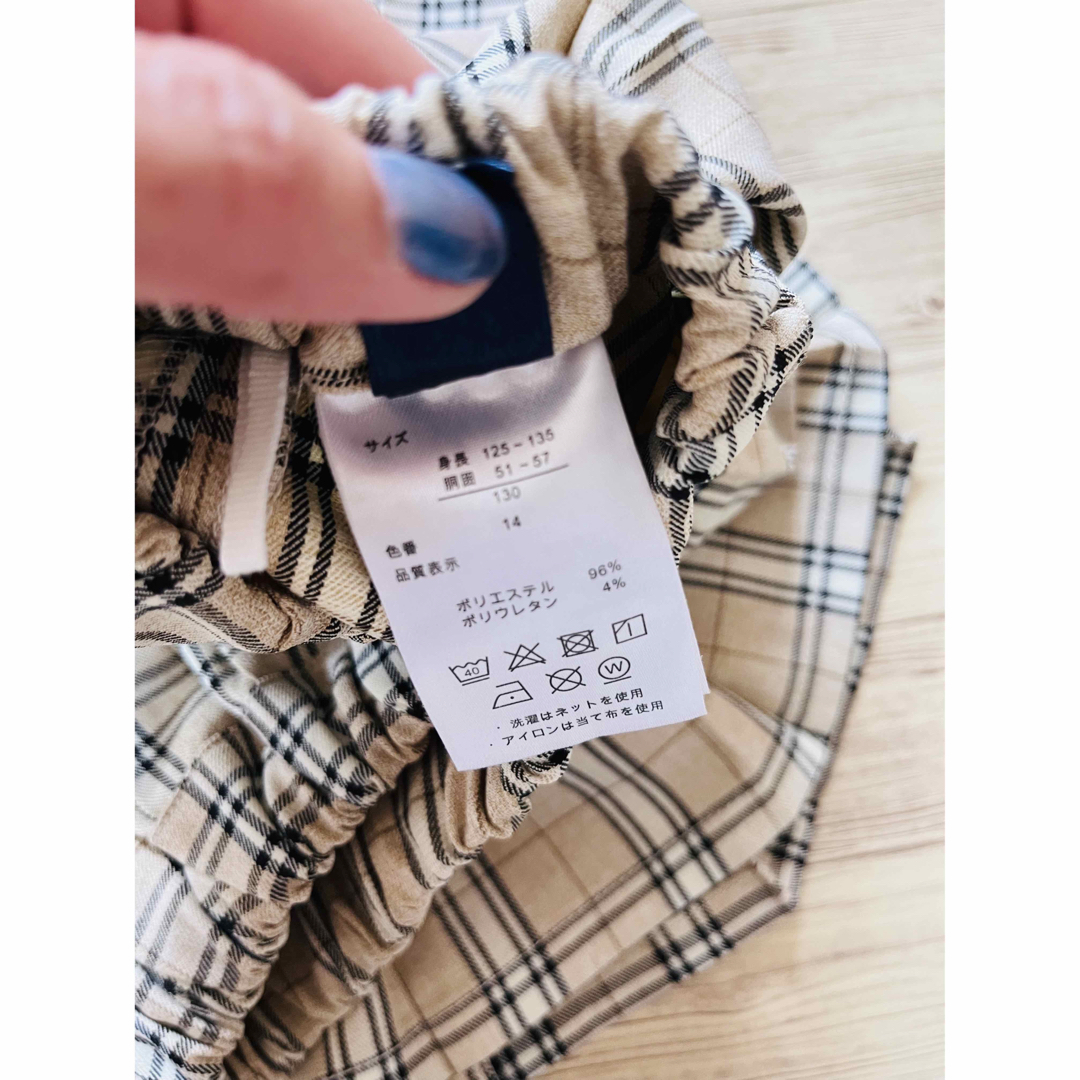 サイズ
身長 125-135
胴囲 51-57
130
14
色番
品質表示
ポリエステル 96%
ポリウレタン 4%
40
W
・洗濯はネットを使用
・アイロンは当て布を使用